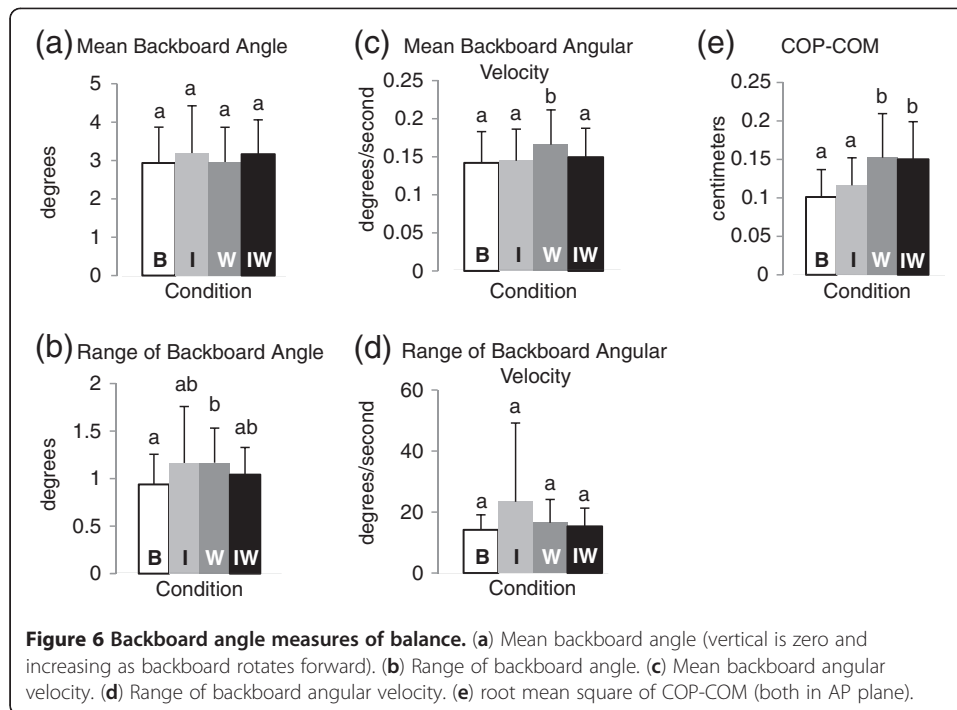 (a) Mean Backboard Angle
degrees
5
4
3
2
1
0
a
a
a
a
B
I
W
IW
Condition
(b) Range of Backboard Angle
degrees
2
1.5
1
0.5
0
a
ab
b
ab
B
I
W
IW
Condition
(c) Mean Backboard Angular
Velocity
degrees/second
0.25
0.2
0.15
0.1
0.05
0
a
a
b
a
B
I
W
IW
Condition
(d) Range of Backboard Angular
Velocity
degrees/second
60
40
20
0
a
a
a
a
B
I
W
IW
Condition
(e) COP-COM
centimeters
0.25
0.2
0.15
0.1
0.05
0
a
a
b
b
B
I
W
IW
Condition
Figure 6 Backboard angle measures of balance. (a) Mean backboard angle (vertical is zero and
increasing as backboard rotates forward). (b) Range of backboard angle. (c) Mean backboard angular
velocity. (d) Range of backboard angular velocity. (e) root mean square of COP-COM (both in AP plane).